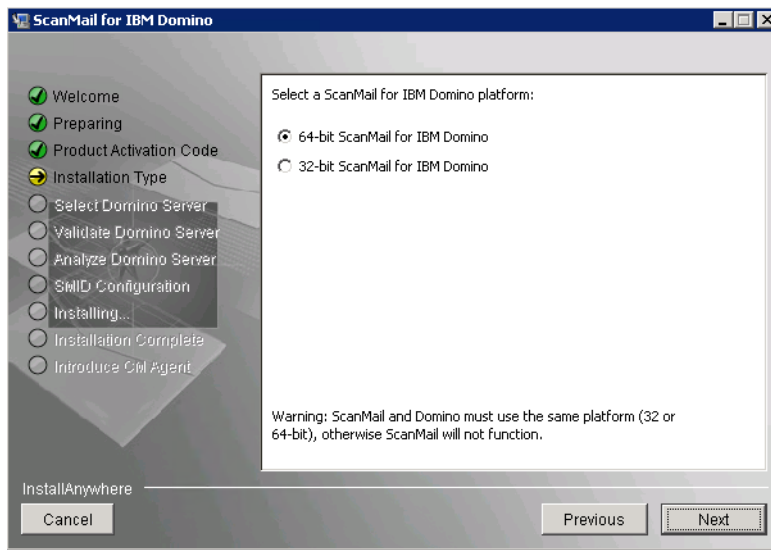 ScanMail for IBM Domino
Welcome
Preparing
Product Activation Code
Installation Type
Select Domino Server
Validate Domino Server
Analyze Domino Server
SMID Configuration
Installing...
Installation Complete
Introduce CM Agent
Select a ScanMail for IBM Domino platform:
64-bit ScanMail for IBM Domino
32-bit ScanMail for IBM Domino
Warning: ScanMail and Domino must use the same platform (32 or
64-bit), otherwise ScanMail will not function.
InstallAnywhere
Cancel
Previous
Next